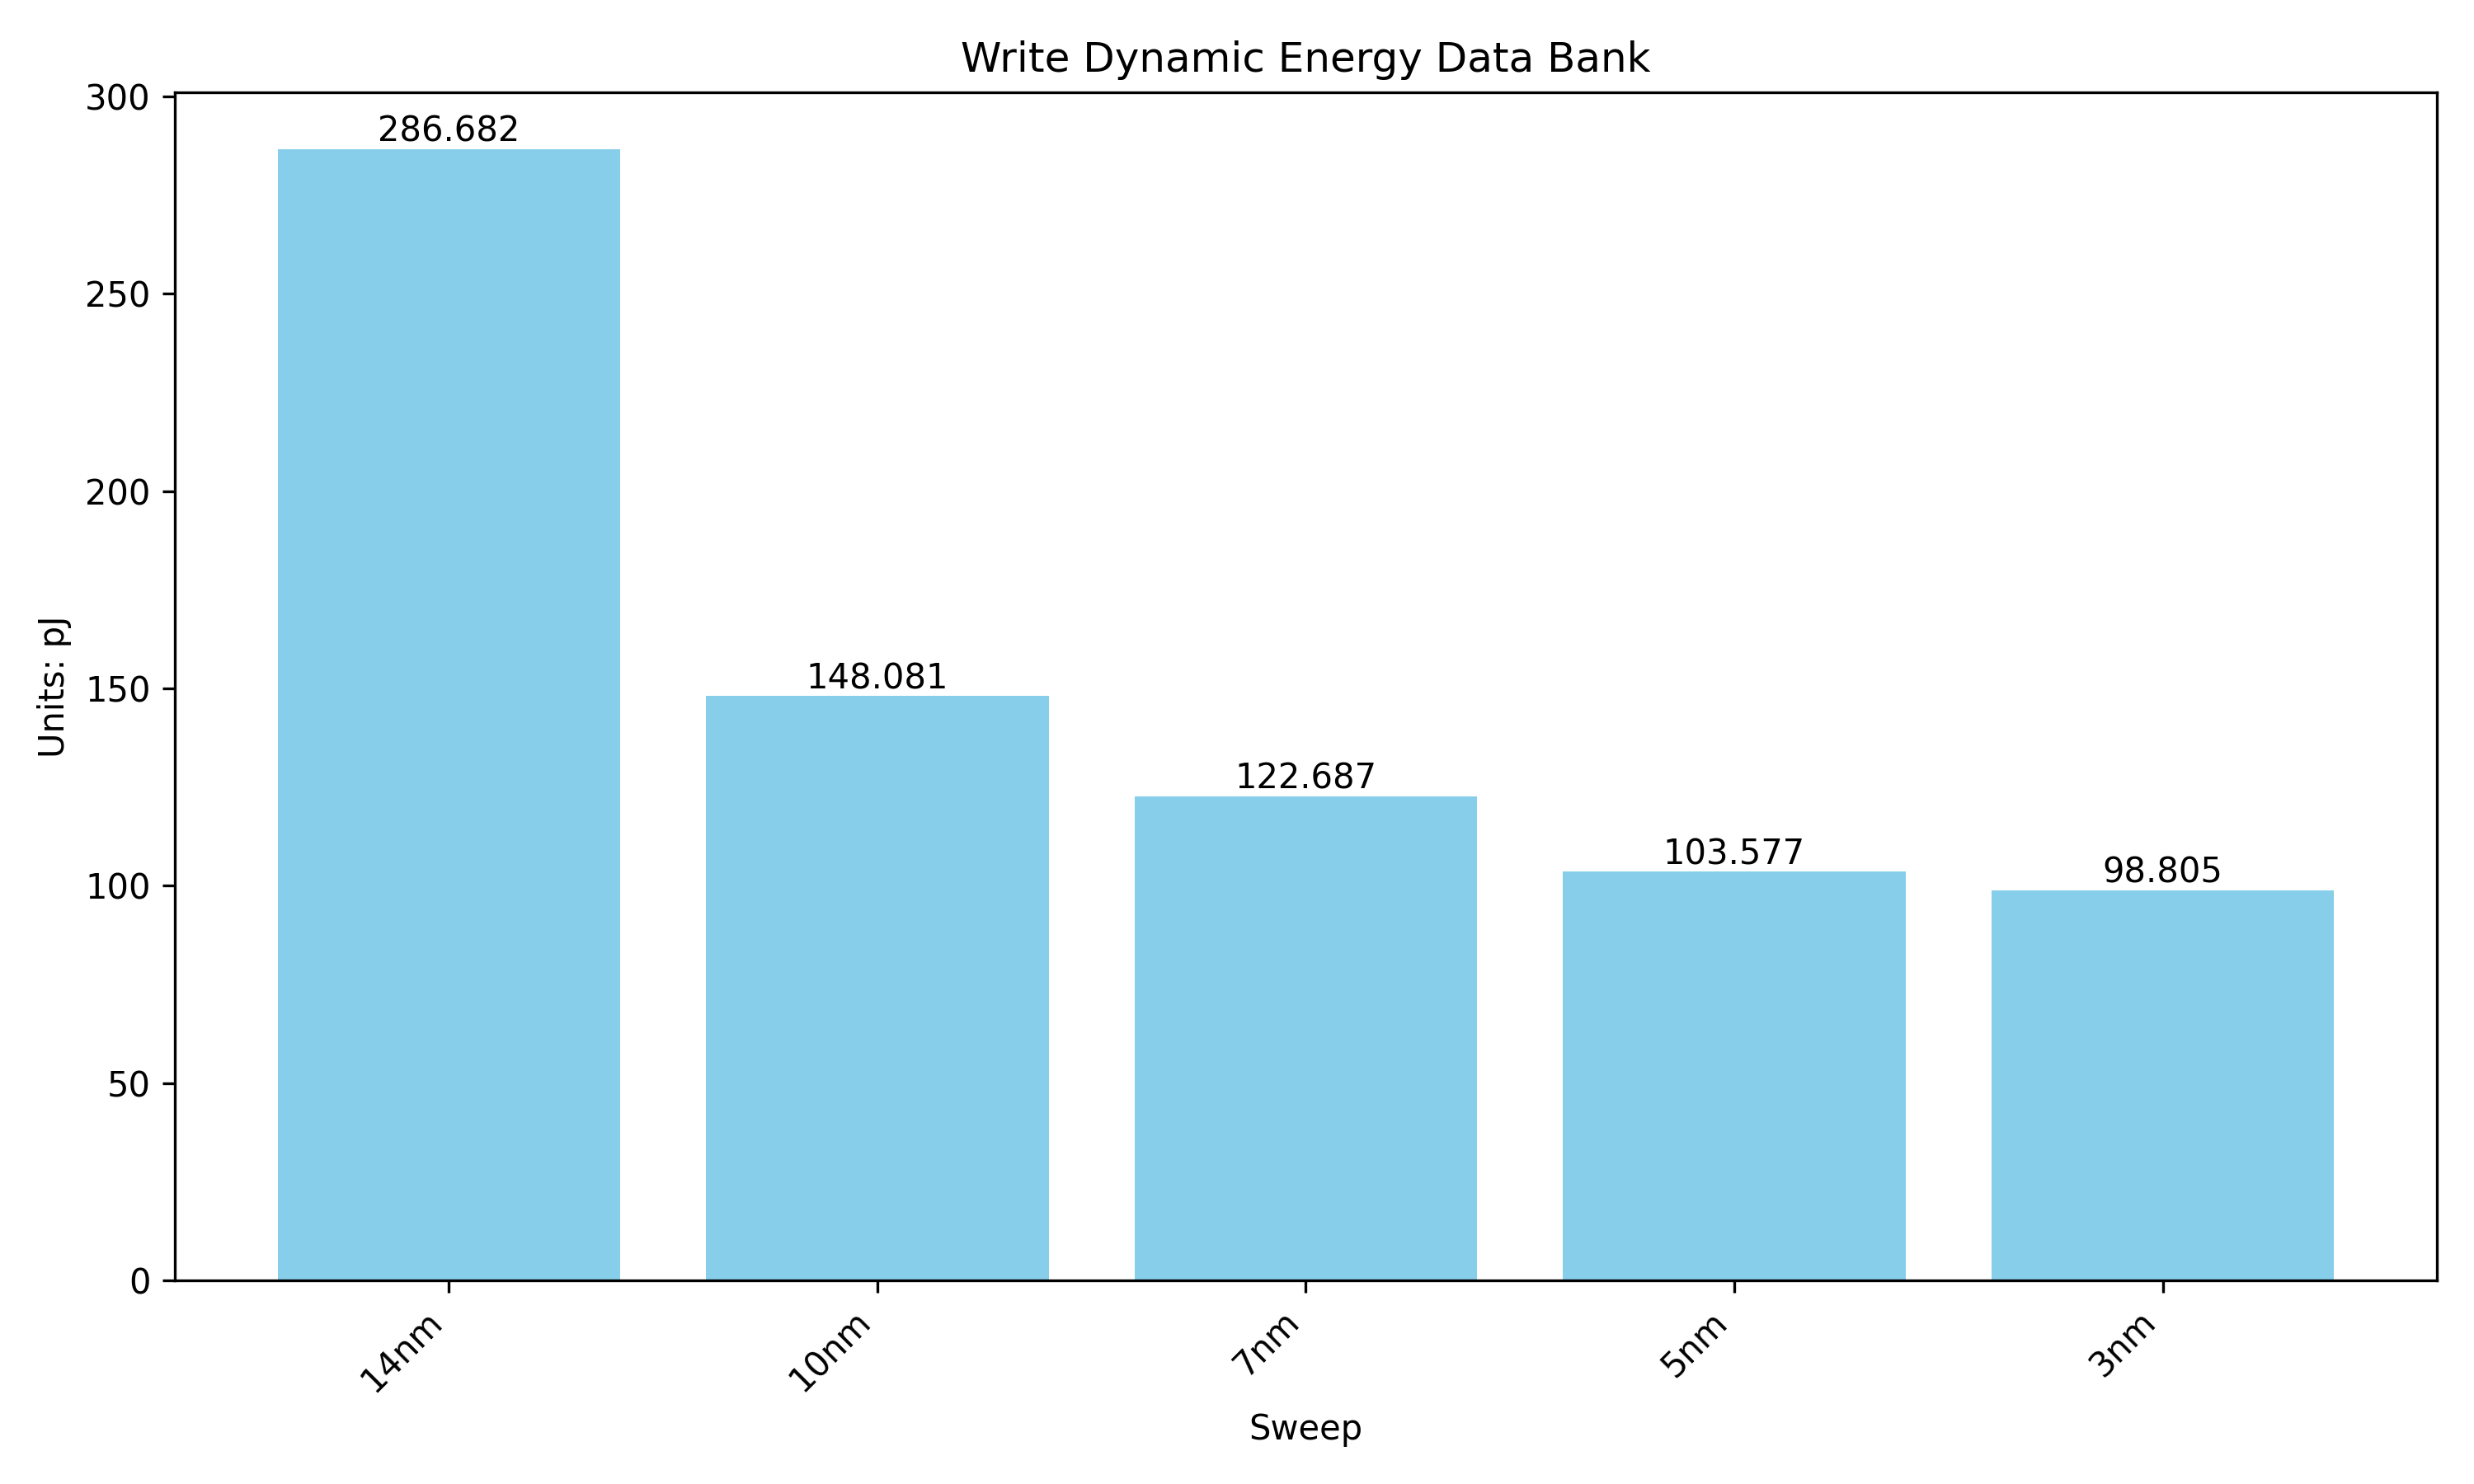 Write Dynamic Energy Data Bank
300
250
200
150
100
50
0
Units: pJ
286.682
148.081
122.687
103.577
98.805
14nm
10nm
7nm
5nm
3nm
Sweep